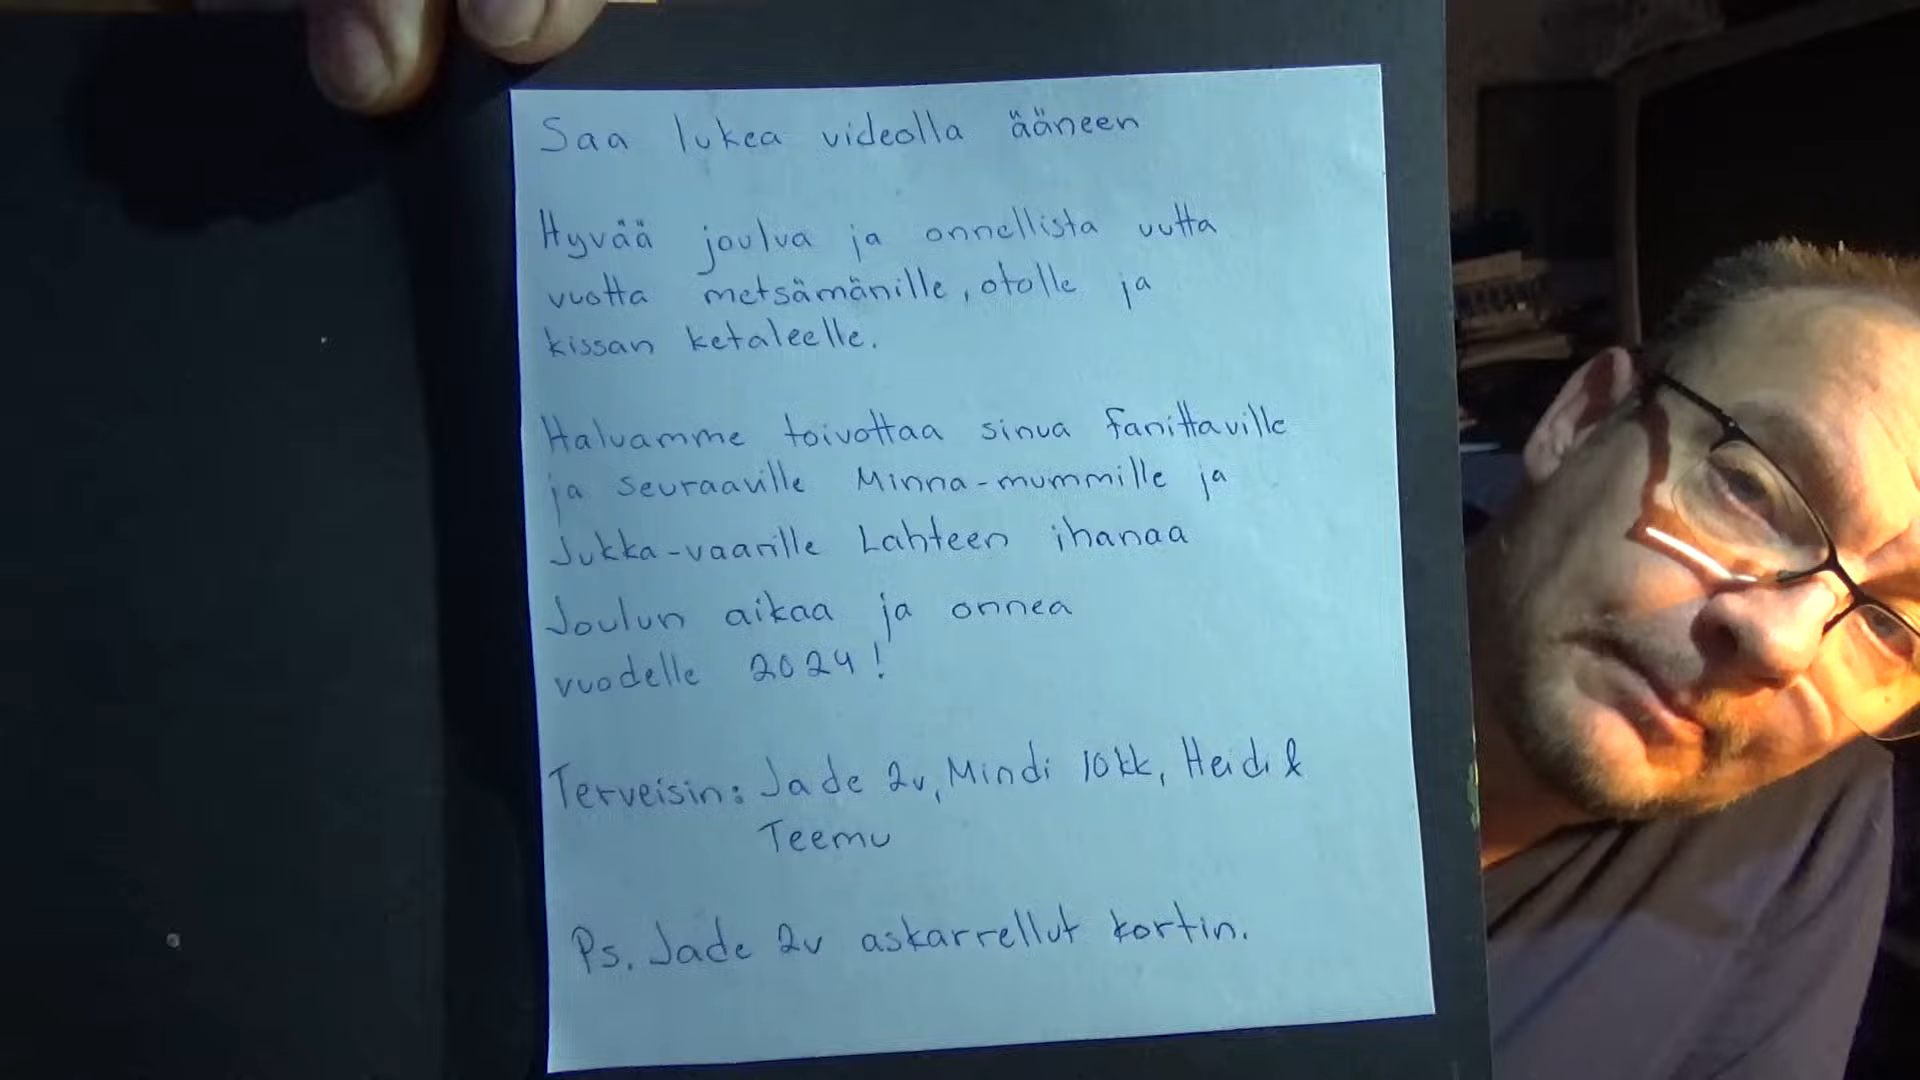 Saa lukea videolla ääneen
Hyvää joulua ja onnellista uutta
vuotta metsämänille, otolle ja
kissan ketaleelle.
Haluamme toivottaa sinua fanittaville
ja seuraaville Minna-mummille ja
Jukka-vaarille Lahteen ihanaa
Joulun aikaa ja onnea
vuodelle 2024!
Terveisin: Jade 2v, Mindi 10kk, Heidi &
Teemu
Ps. Jade 2v askarrellut kortin.